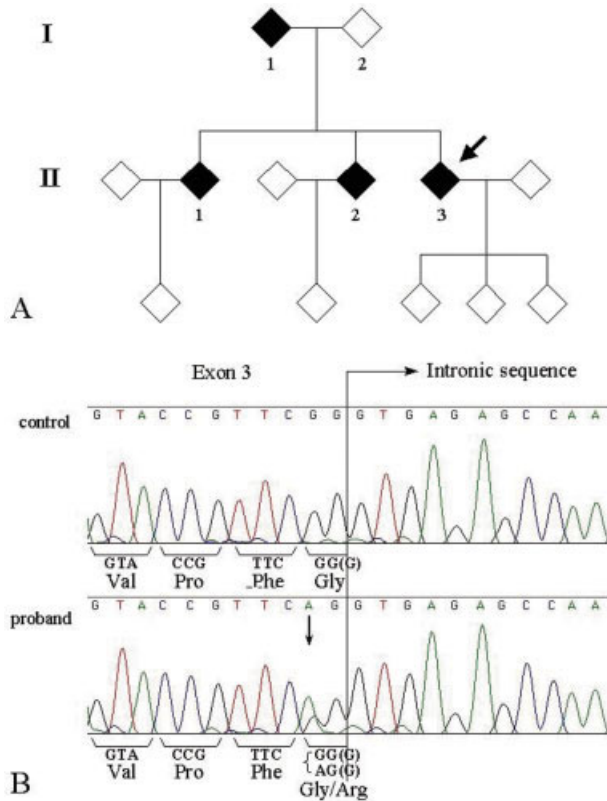 I
1
2
II
1
2
3
A
Exon 3
Intronic sequence
control
G T A C C G T T C G G G T G A G A G C C A A
GTA CCG TTC GG(G)
Val Pro Phe Gly
proband
G T A C C G T T C A G G T G A G A G C C A A
GTA CCG TTC GG(G)
AG(G)
Val Pro Phe Gly/Arg
B